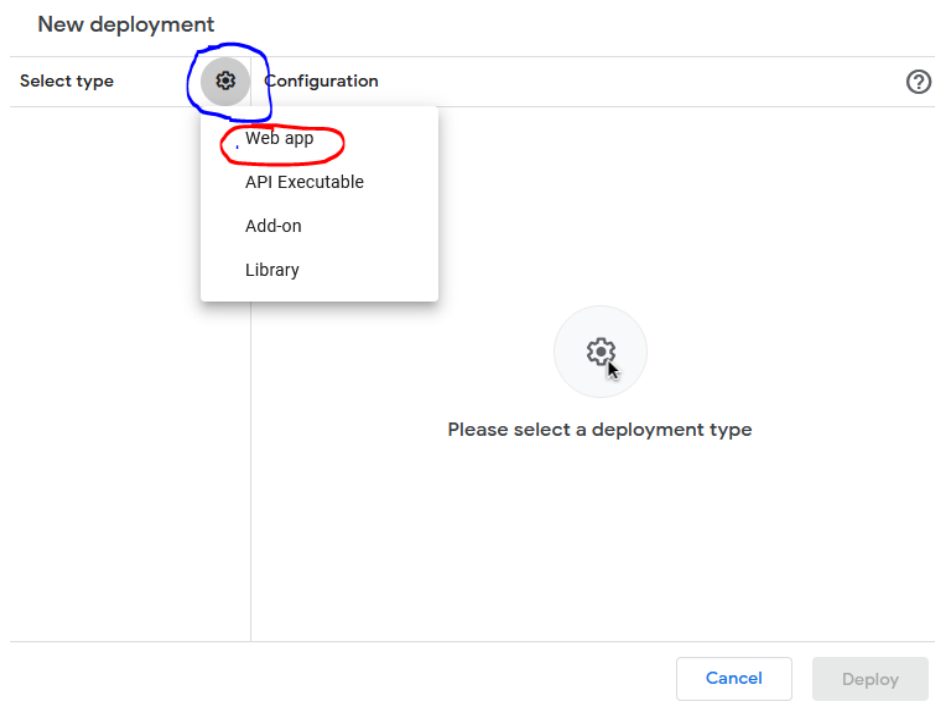 New deployment
Select type
Configuration
Web app
API Executable
Add-on
Library
Please select a deployment type
Cancel
Deploy